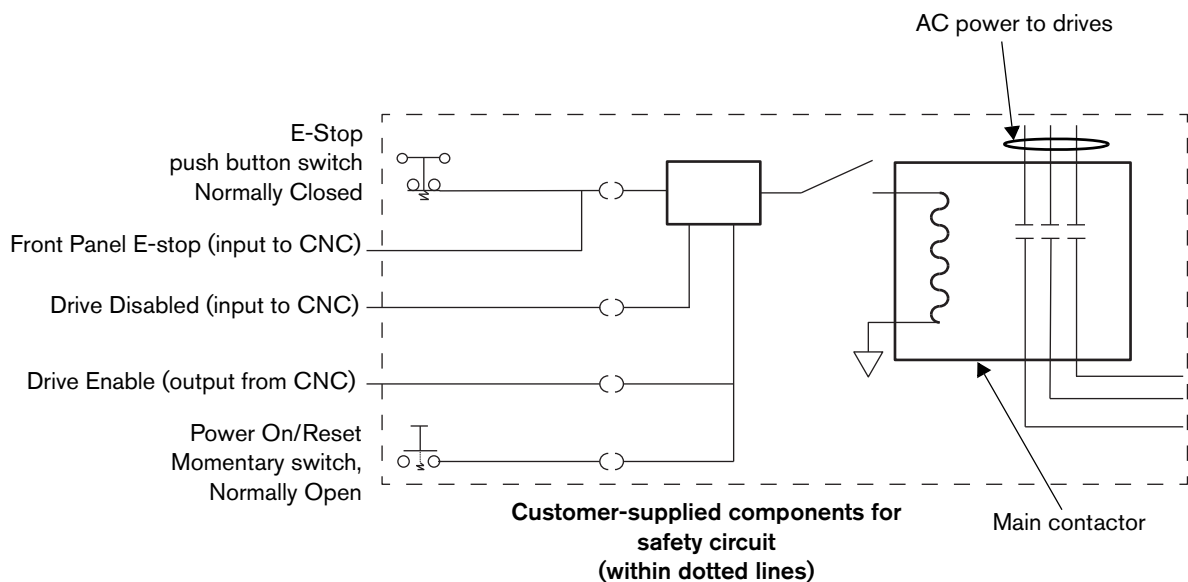 AC power to drives
E-Stop
push button switch
Normally Closed
Front Panel E-stop (input to CNC)
Drive Disabled (input to CNC)
Drive Enable (output from CNC)
Power On/Reset
Momentary switch,
Normally Open
Customer-supplied components for
safety circuit
(within dotted lines)
Main contactor